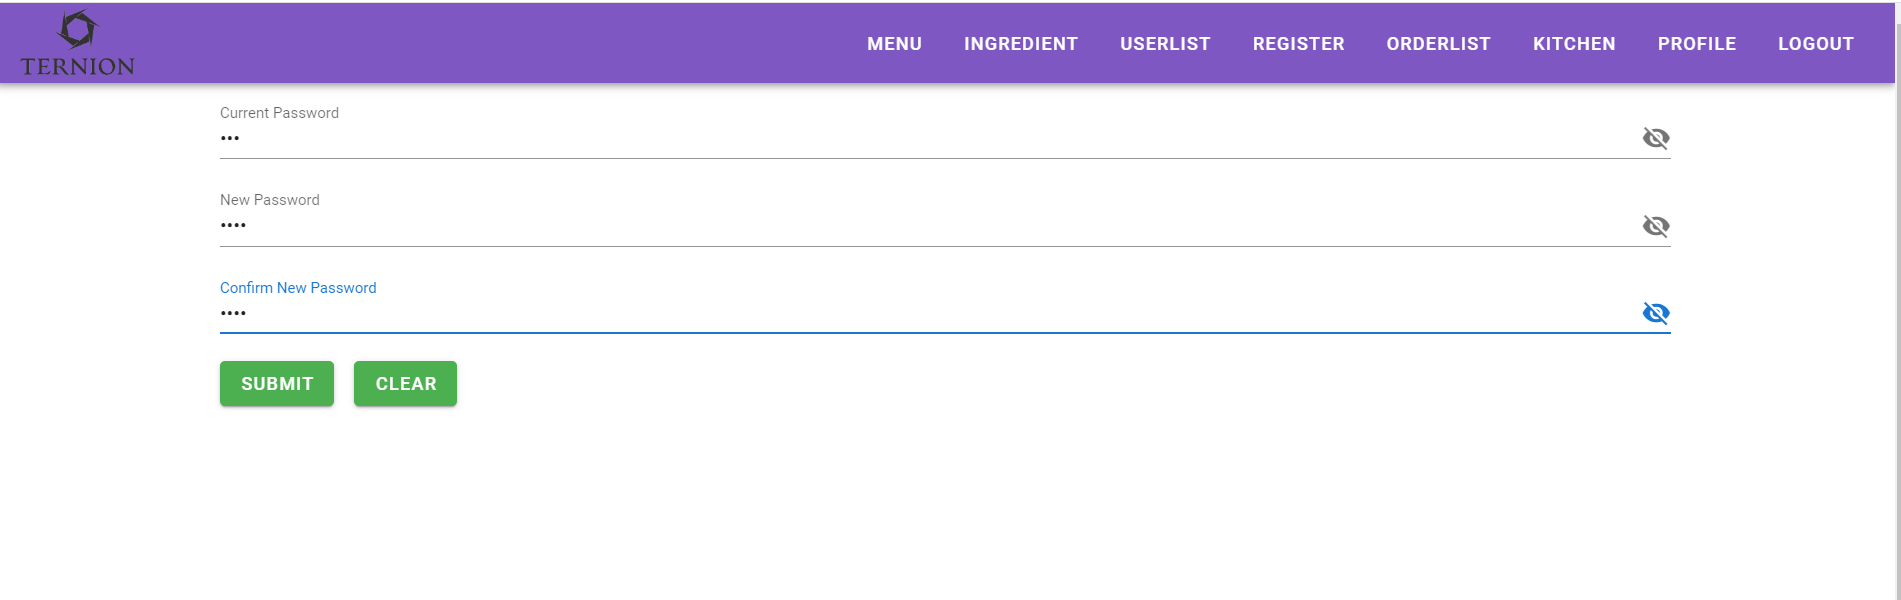 TERNION
MENU INGREDIENT USERLIST REGISTER ORDERLIST KITCHEN PROFILE LOGOUT
Current Password
•••
New Password
••••
Confirm New Password
••••
SUBMIT CLEAR